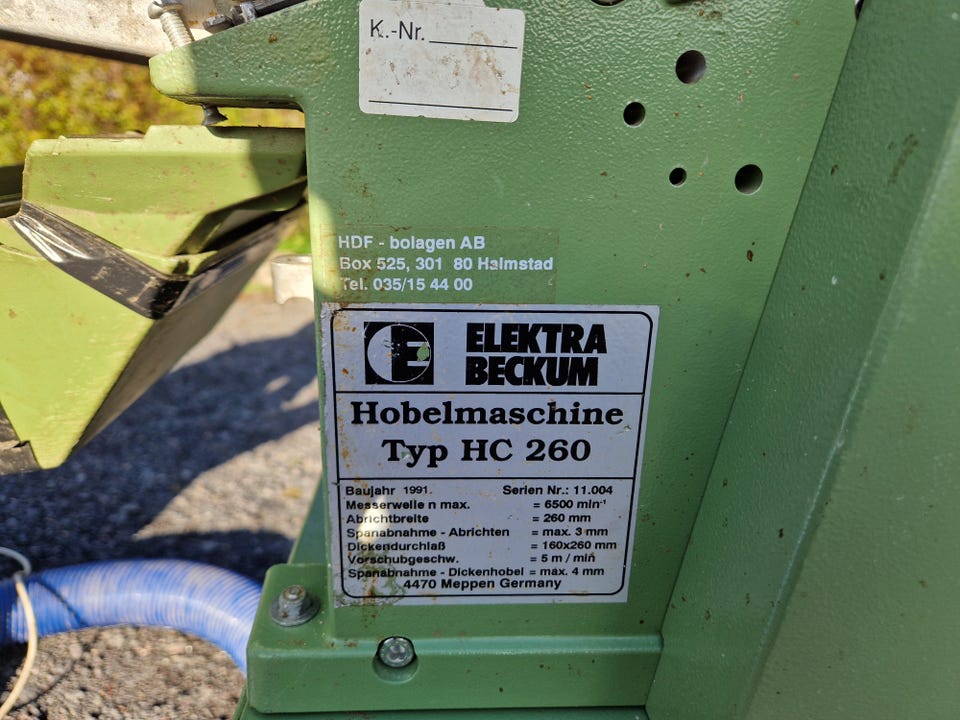 K.-Nr.
HDF - bolagen AB
Box 525, 301 80 Halmstad
Tel. 035/15 44 00
E ELEKTRA
BECKUM
Hobelmaschine
Typ HC 260
Baujahr 1991. Serien Nr.: 11.004
Messerwelle n max. = 6500 min⁻¹
Abrichtbreite = 260 mm
Spanabnahme - Abrichten = max. 3 mm
Dickendurchlaß = 160x260 mm
Vorschubgeschw. = 5 m / min
Spanabnahme - Dickenhobel = max. 4 mm
4470 Meppen Germany